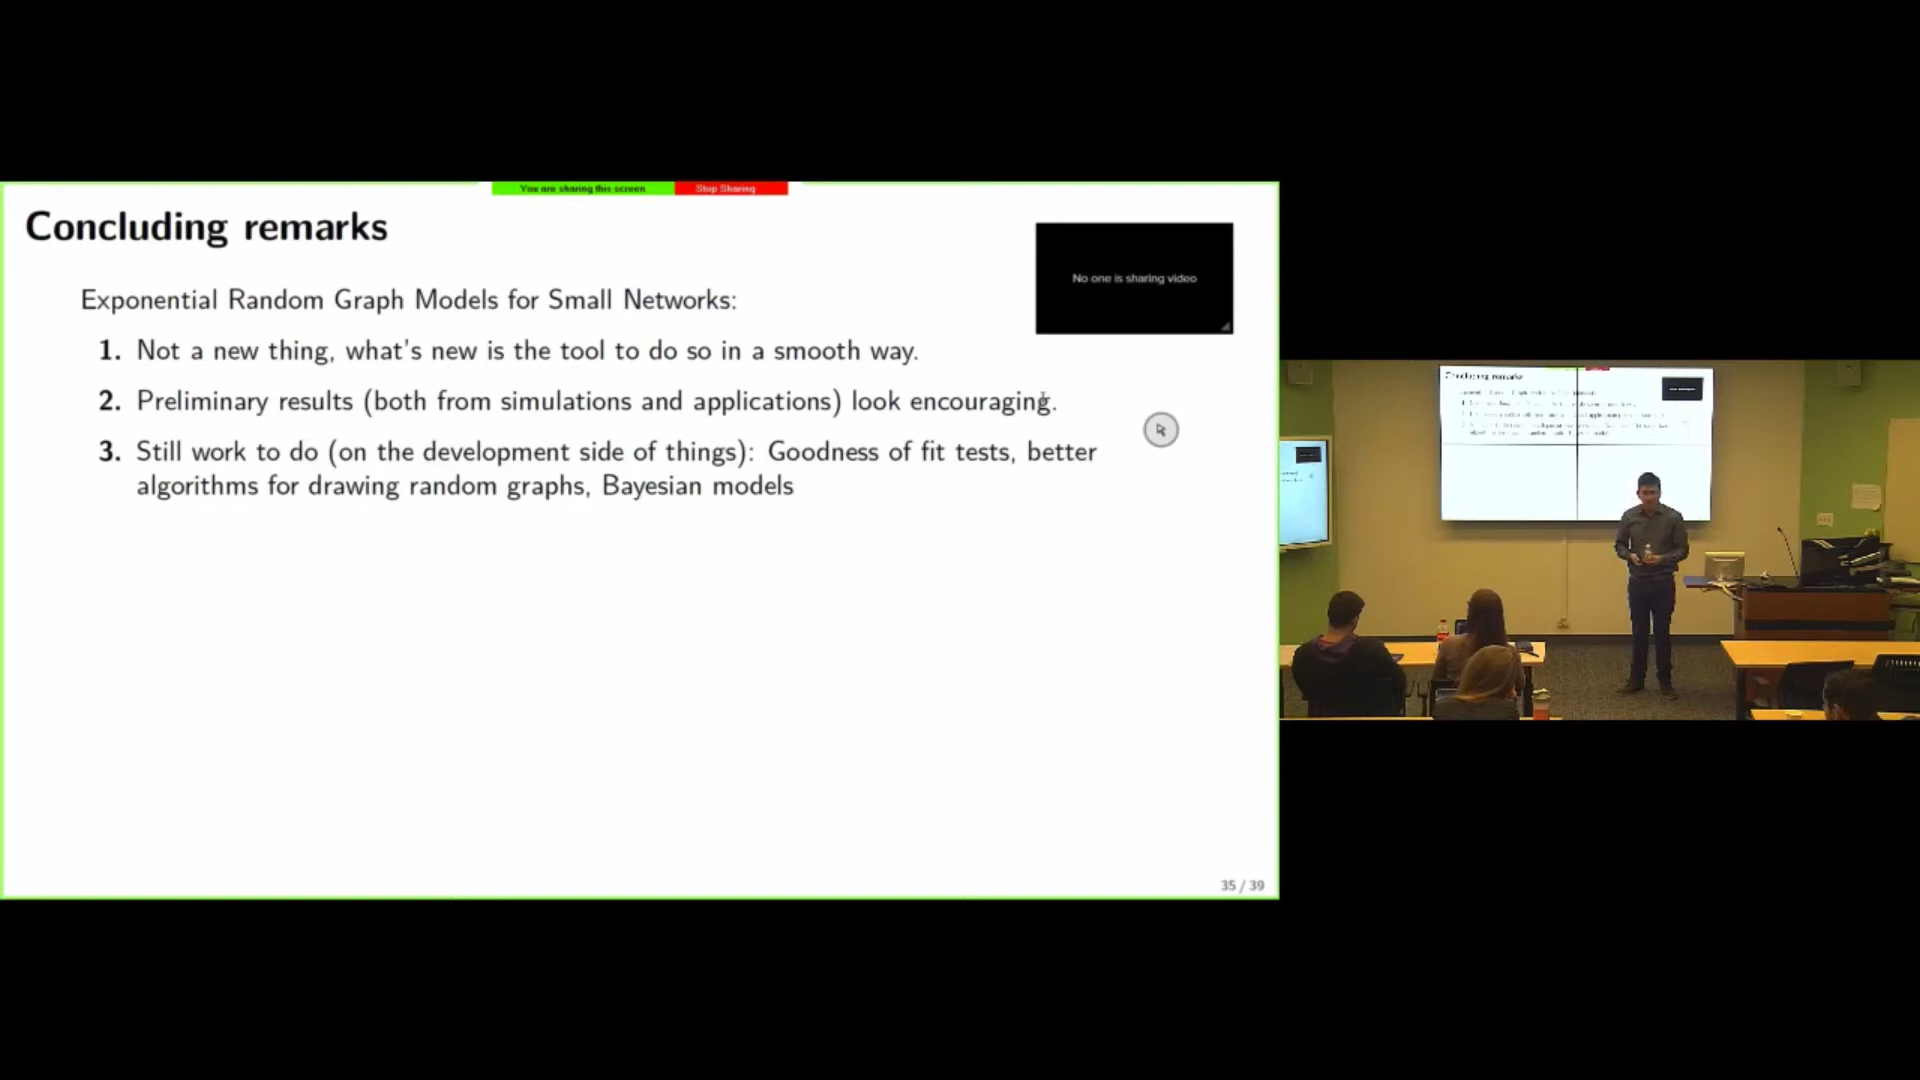 You are sharing this screen
Stop Sharing
Concluding remarks
No one is sharing video
Exponential Random Graph Models for Small Networks:
1. Not a new thing, what's new is the tool to do so in a smooth way.
2. Preliminary results (both from simulations and applications) look encouraging.
3. Still work to do (on the development side of things): Goodness of fit tests, better
algorithms for drawing random graphs, Bayesian models
35 / 39
Concluding remarks